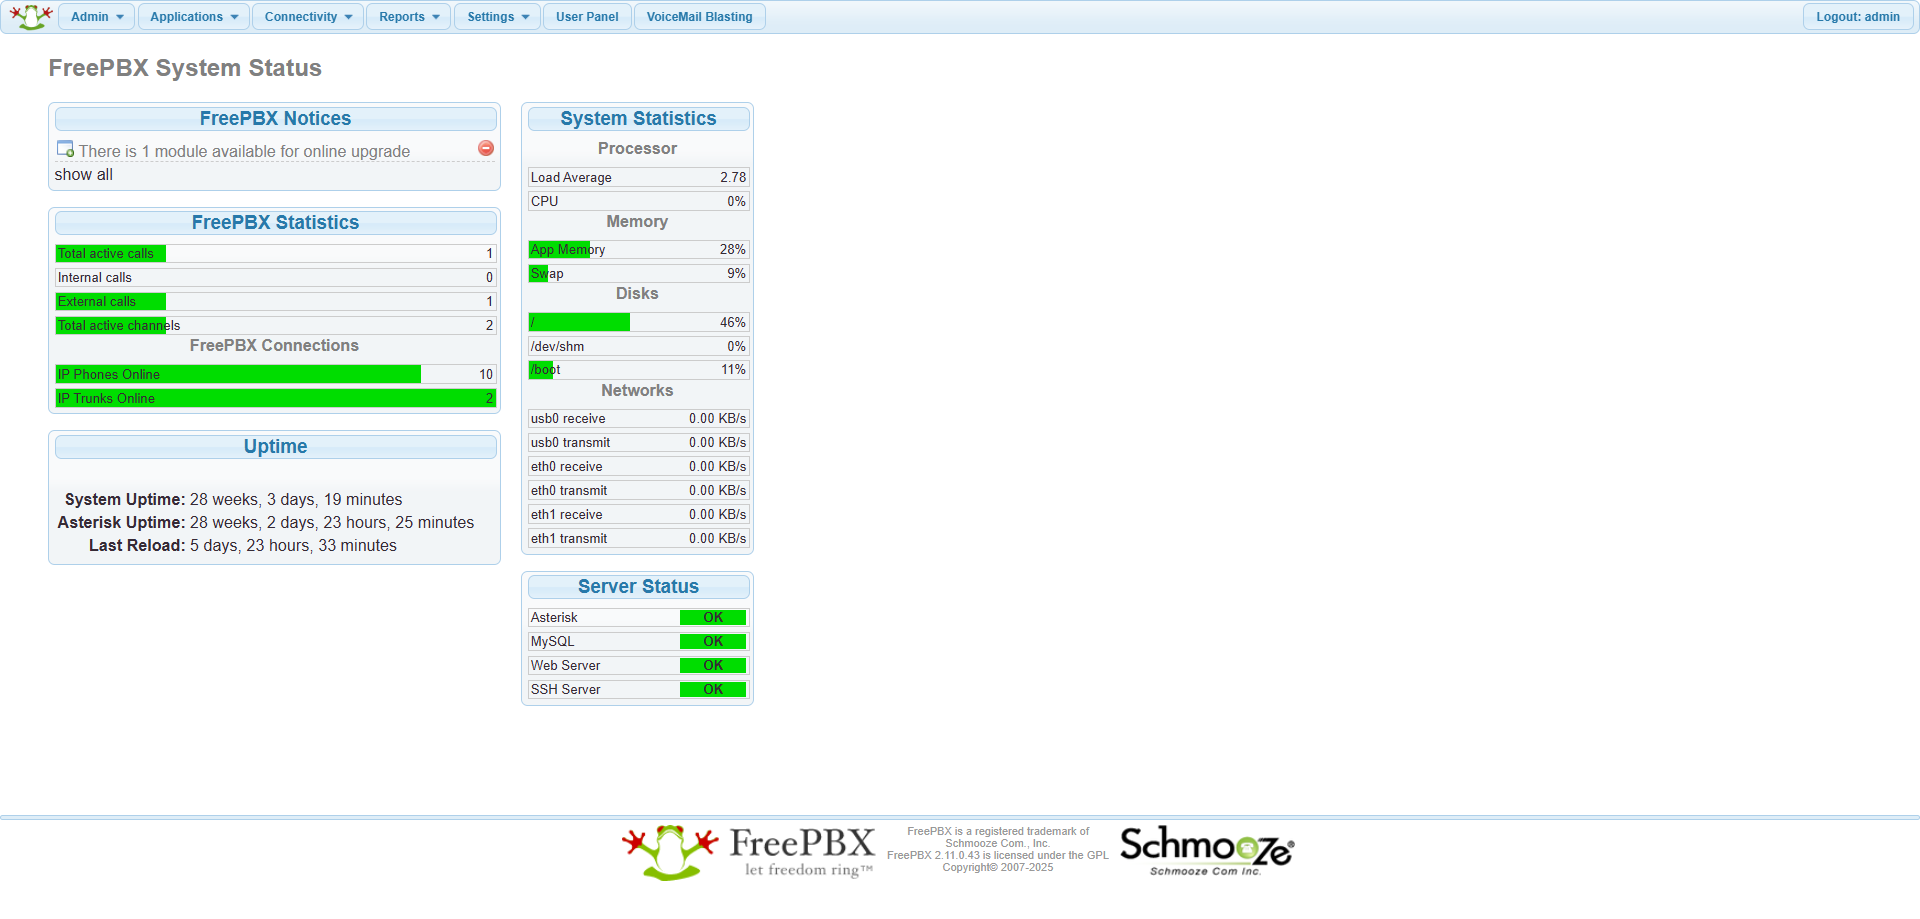 Admin Applications Connectivity Reports Settings User Panel VoiceMail Blasting Logout: admin
FreePBX System Status
FreePBX Notices
There is 1 module available for online upgrade
show all
FreePBX Statistics
Total active calls 1
Internal calls 0
External calls 1
Total active channels 2
FreePBX Connections
IP Phones Online 10
IP Trunks Online 2
Uptime
System Uptime: 28 weeks, 3 days, 19 minutes
Asterisk Uptime: 28 weeks, 2 days, 23 hours, 25 minutes
Last Reload: 5 days, 23 hours, 33 minutes
System Statistics
Processor
Load Average 2.78
CPU 0%
Memory
App Memory 28%
Swap 9%
Disks
/ 46%
/dev/shm 0%
/boot 11%
Networks
usb0 receive 0.00 KB/s
usb0 transmit 0.00 KB/s
eth0 receive 0.00 KB/s
eth0 transmit 0.00 KB/s
eth1 receive 0.00 KB/s
eth1 transmit 0.00 KB/s
Server Status
Asterisk OK
MySQL OK
Web Server OK
SSH Server OK
FreePBX
let freedom ring™
FreePBX is a registered trademark of
Schmooze Com., Inc.
FreePBX 2.11.0.43 is licensed under the GPL
Copyright© 2007-2025
Schmooze®
Schmooze Com Inc.